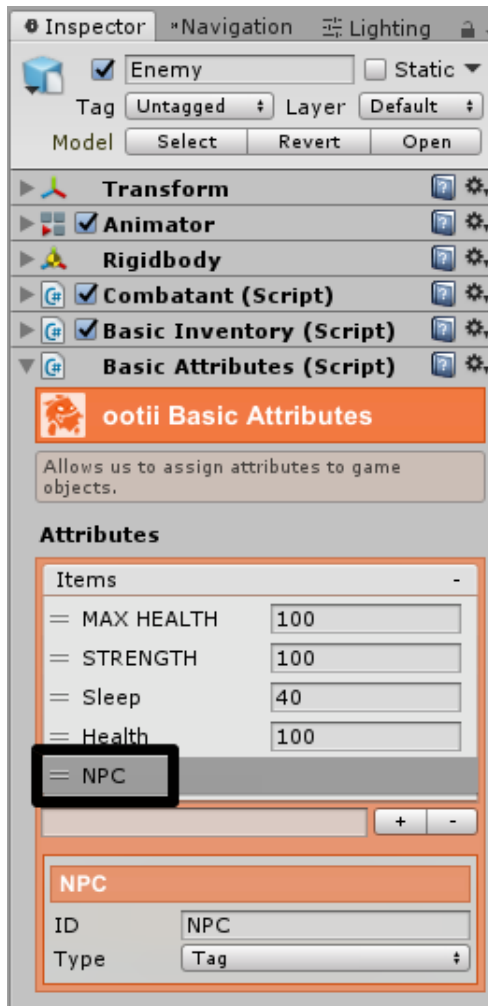 Inspector Navigation Lighting
Enemy Static
Tag Untagged Layer Default
Model Select Revert Open
Transform
Animator
Rigidbody
C# Combatant (Script)
C# Basic Inventory (Script)
C# Basic Attributes (Script)
ootii Basic Attributes
Allows us to assign attributes to game
objects.
Attributes
Items -
MAX HEALTH 100
STRENGTH 100
Sleep 40
Health 100
NPC
+ -
NPC
ID NPC
Type Tag